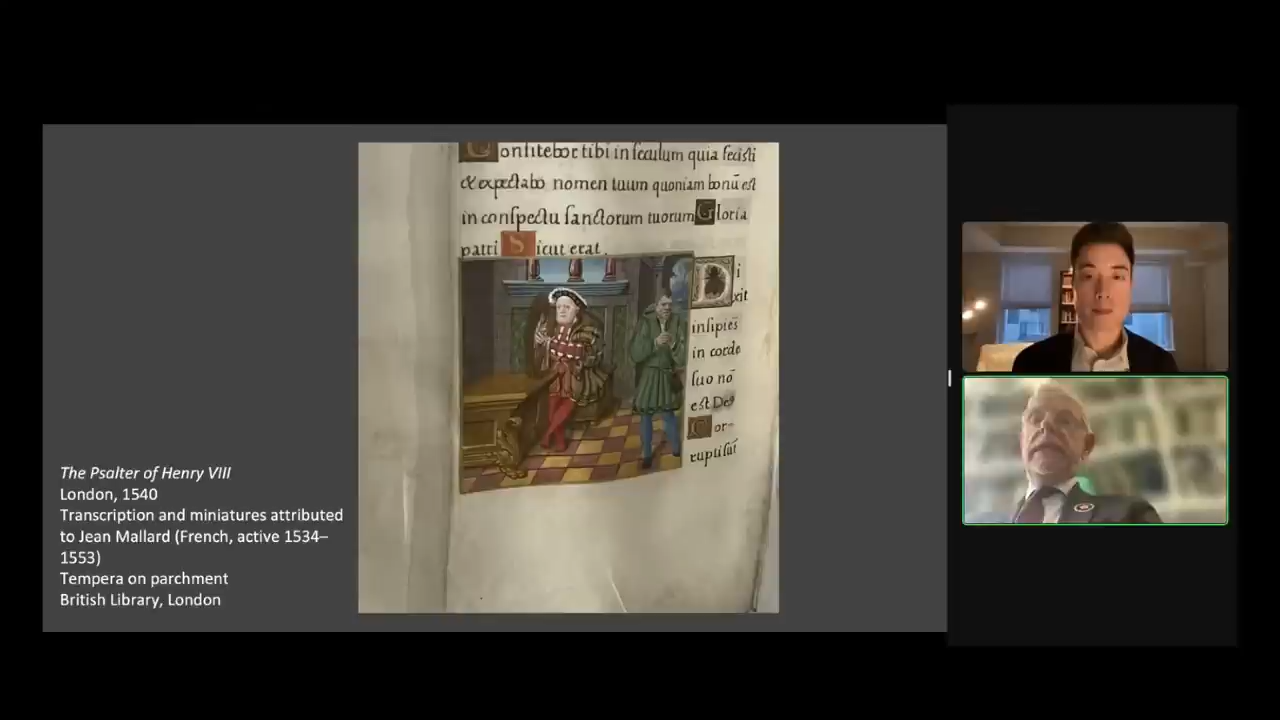 Confitebor tibi in ſeculum quia feciſti
& expectabo nomen tuum quoniam bonū eſt
in conſpectu ſanctorum tuorum Gloria
patri Sicut erat.
Di
xit
inſipiēs
in corde
ſuo nō
eſt De⁹
Cor-
rupti ſūt
The Psalter of Henry VIII
London, 1540
Transcription and miniatures attributed
to Jean Mallard (French, active 1534–
1553)
Tempera on parchment
British Library, London